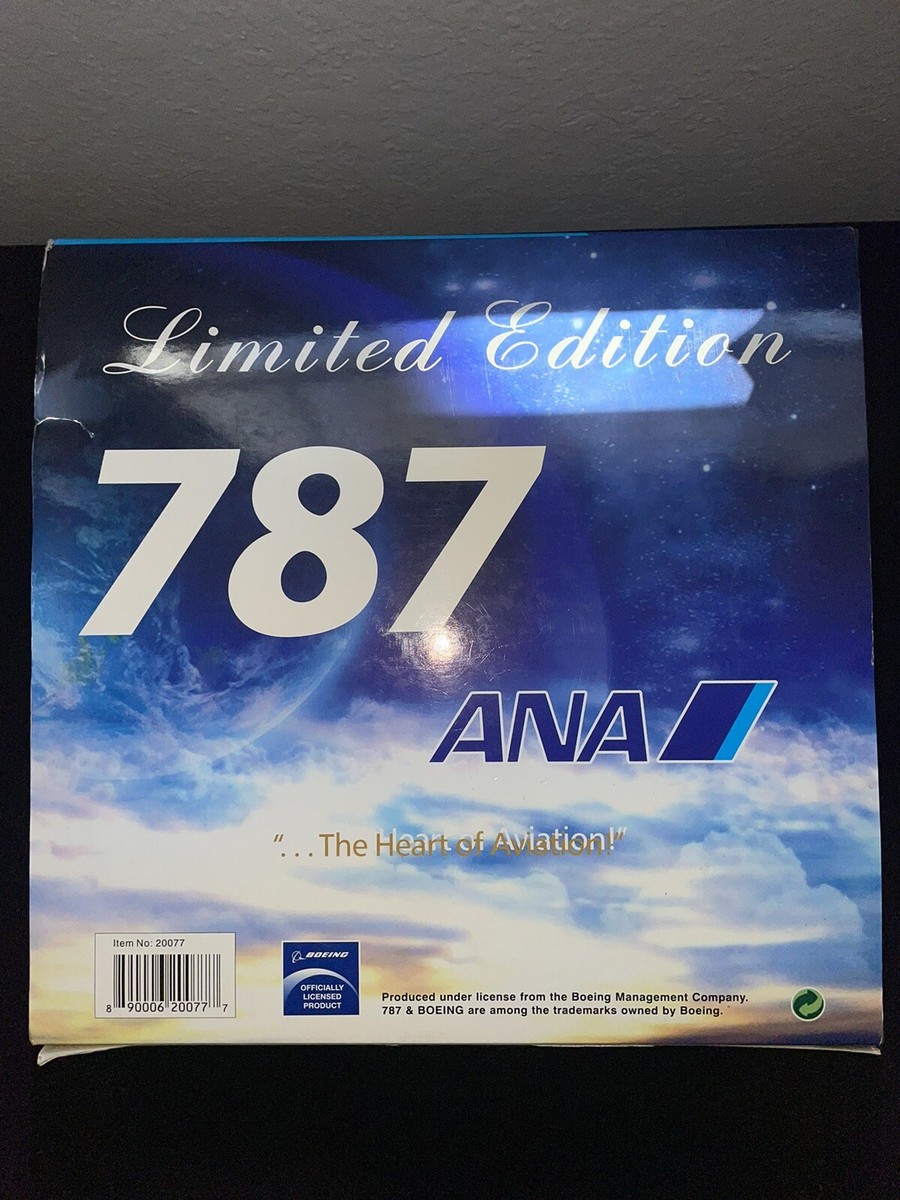 Limited Edition
787
ANA
“...The Heart of Aviation!”
Item No: 20077
8 90006 20077 7
BOEING
OFFICIALLY
LICENSED
PRODUCT
Produced under license from the Boeing Management Company.
787 & BOEING are among the trademarks owned by Boeing.